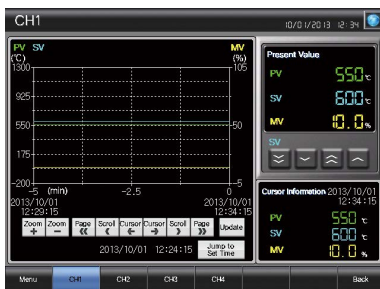 CH1
10/01/2013 12:34
PV SV MV
(℃) (%)
1300 105
925
550 50
175
-200 -5
-5 (min) -2.5 0
2013/10/01 2013/10/01
12:29:15 12:34:15
Zoom + Zoom − Page Scrol Cursor Cursor Scrol Page Update
2013/10/01 12:24:15 Jump to Set Time
Present Value
PV 550 ℃
SV 600 ℃
MV 10.0 %
SV
Cursor Information 2013/10/01
12:34:15
PV 550 ℃
SV 600 ℃
MV 10.0 %
Menu CH1 CH2 CH3 CH4 Back